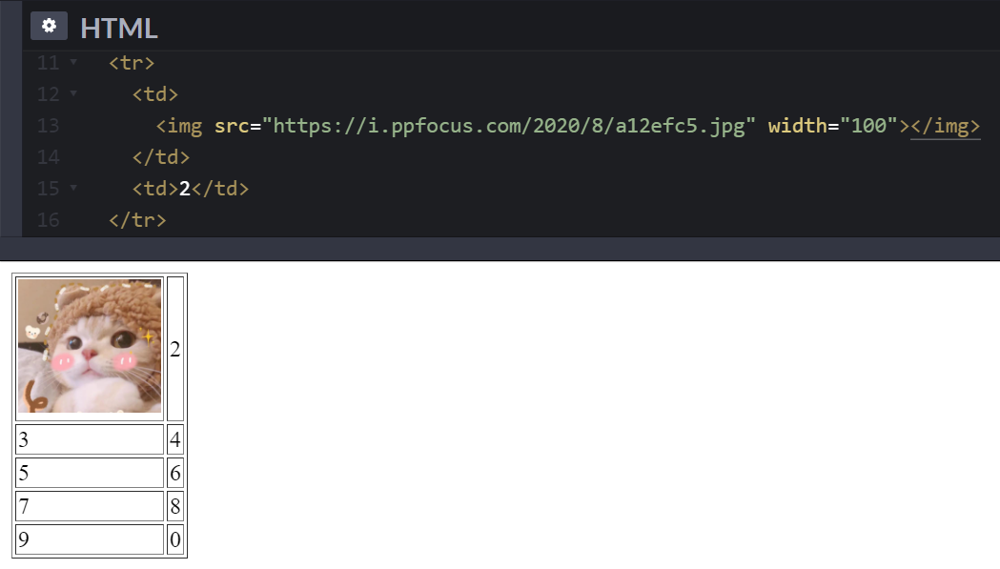 HTML
11 <tr>
12 <td>
13 <img src="https://i.ppfocus.com/2020/8/a12efc5.jpg" width="100"></img>
14 </td>
15 <td>2</td>
16 </tr>
2
3 4
5 6
7 8
9 0